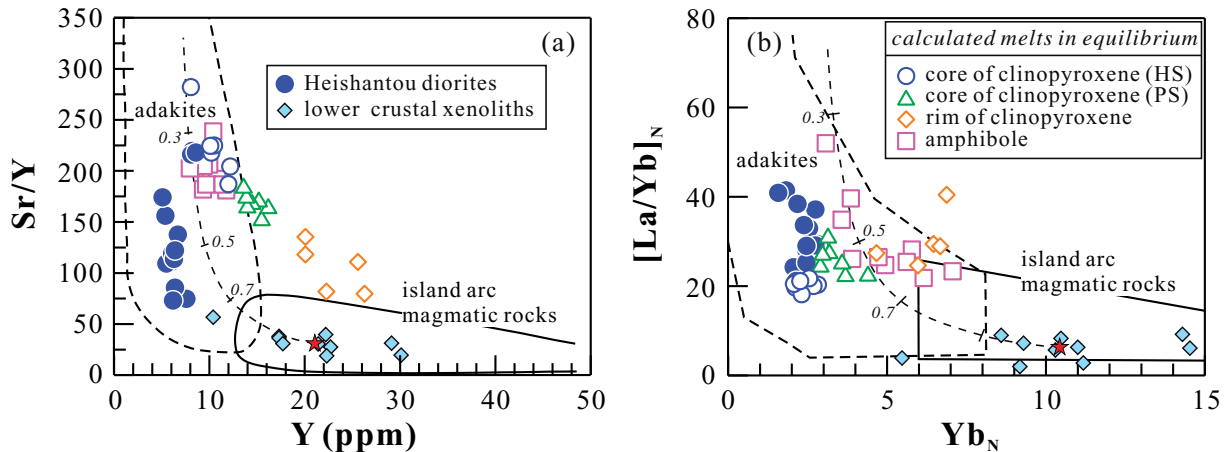 350
300
250
200
150
100
50
0
Sr/Y
(a)
Heishantou diorites
lower crustal xenoliths
adakites
0.3
0.5
0.7
island arc
magmatic rocks
0
10
20
30
40
50
Y (ppm)
80
60
40
20
0
[La/Yb]N
(b)
calculated melts in equilibrium
core of clinopyroxene (HS)
core of clinopyroxene (PS)
rim of clinopyroxene
amphibole
adakites
0.3
0.5
0.7
island arc
magmatic rocks
0
5
10
15
YbN